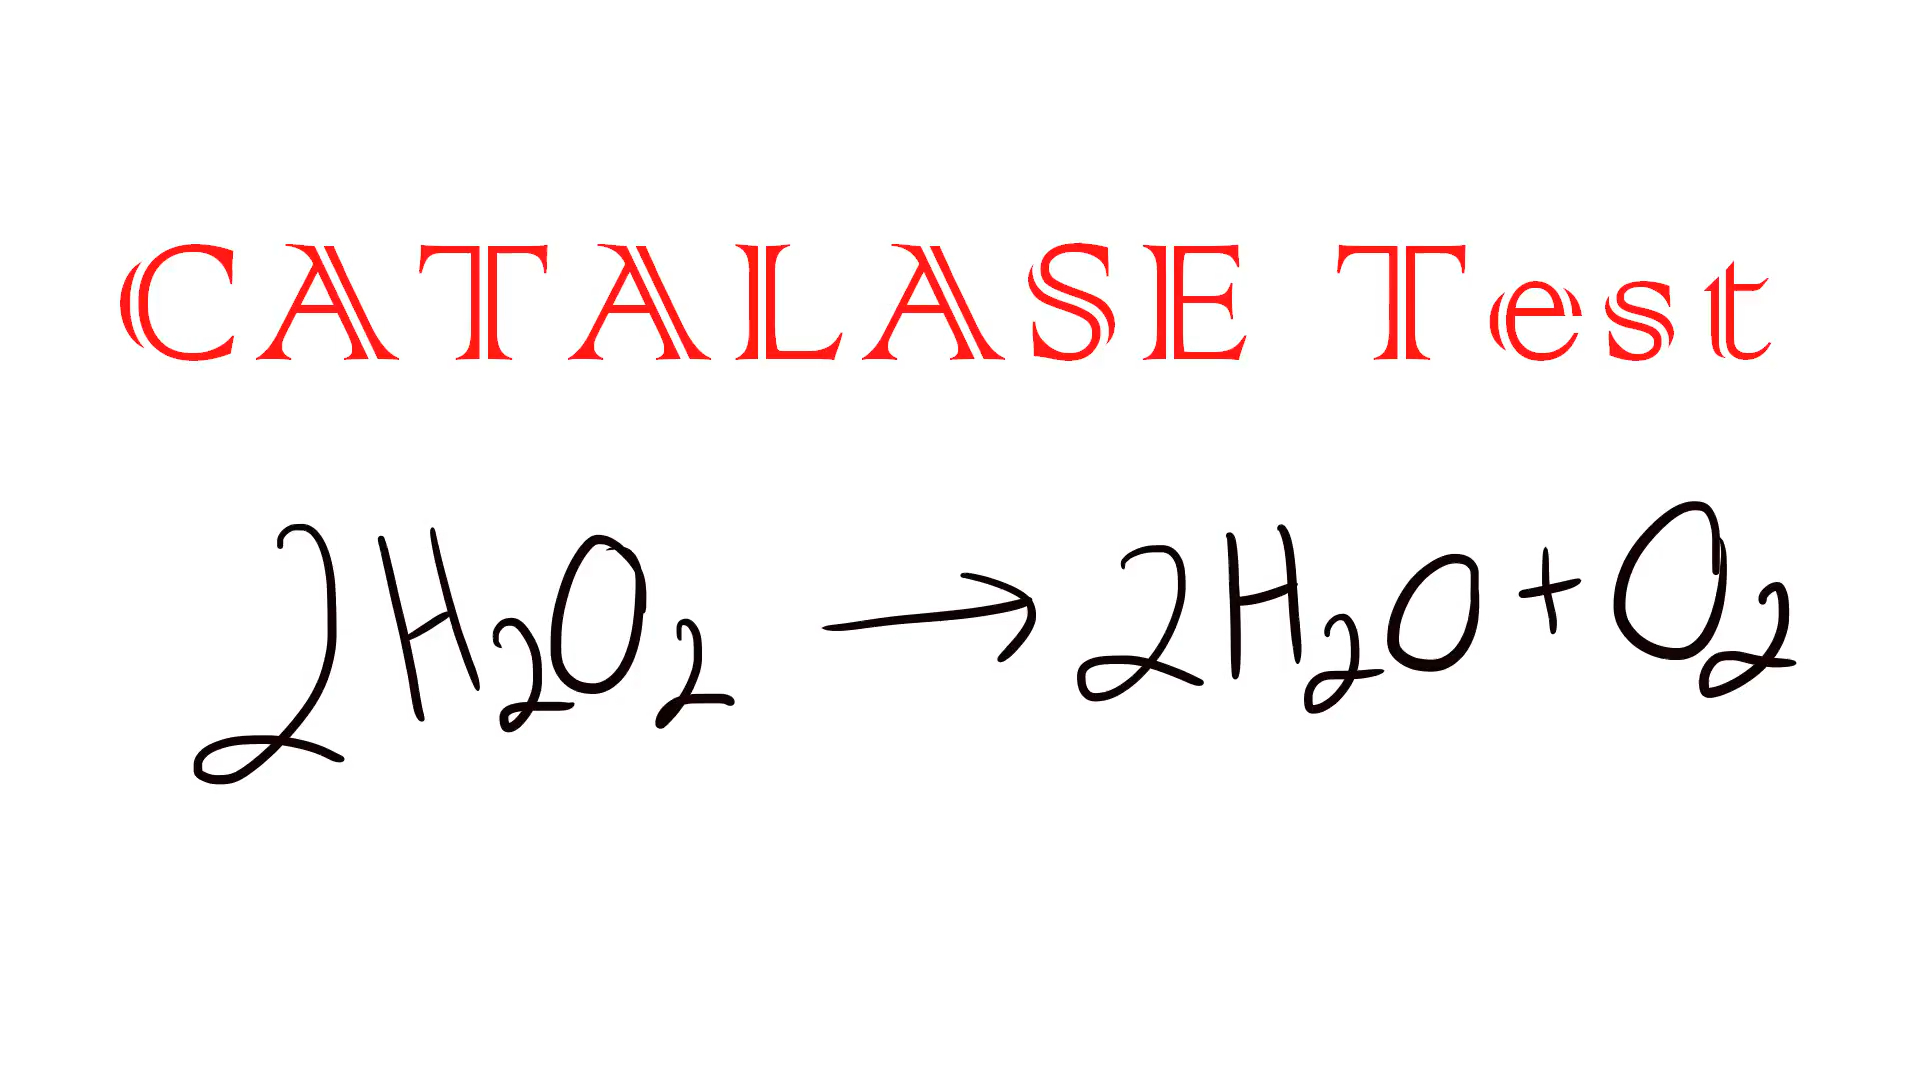 CATALASE Test
2H₂O₂ → 2H₂O + O₂